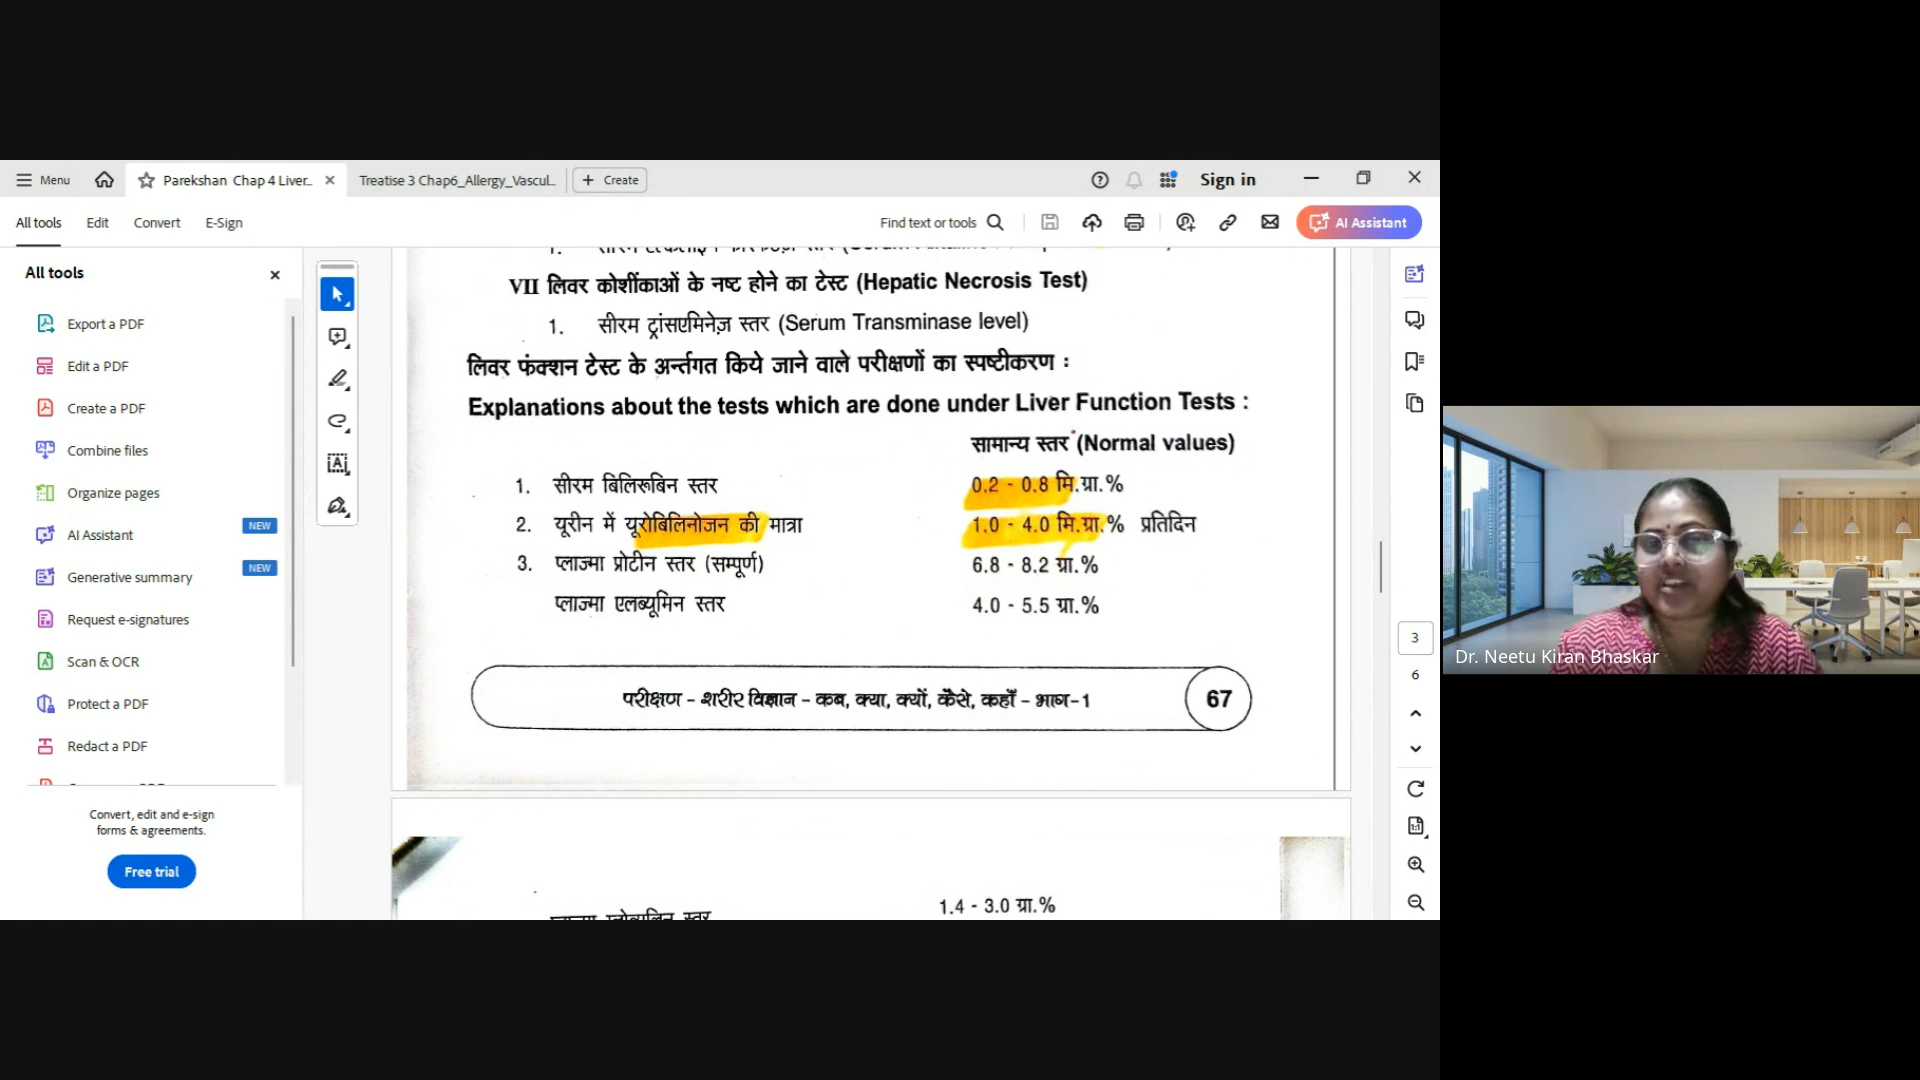 Menu
Parekshan Chap 4 Liver...
Treatise 3 Chap6_Allergy_Vascul...
Create
Sign in
All tools
Edit
Convert
E-Sign
Find text or tools
AI Assistant
All tools
Export a PDF
Edit a PDF
Create a PDF
Combine files
Organize pages
AI Assistant NEW
Generative summary NEW
Request e-signatures
Scan & OCR
Protect a PDF
Redact a PDF
Convert, edit and e-sign
forms & agreements.
Free trial
VII लिवर कोशींकाओं के नष्ट होने का टेस्ट (Hepatic Necrosis Test)
1. सीरम ट्रांसएमिनेज़ स्तर (Serum Transminase level)
लिवर फंक्शन टेस्ट के अर्न्तगत किये जाने वाले परीक्षणों का स्पष्टीकरण :
Explanations about the tests which are done under Liver Function Tests :
सामान्य स्तर (Normal values)
1. सीरम बिलिरूबिन स्तर 0.2 - 0.8 मि.ग्रा.%
2. यूरीन में यूरोबिलिनोजन की मात्रा 1.0 - 4.0 मि.ग्रा.% प्रतिदिन
3. प्लाज्मा प्रोटीन स्तर (सम्पूर्ण) 6.8 - 8.2 ग्रा.%
प्लाज्मा एलब्यूमिन स्तर 4.0 - 5.5 ग्रा.%
परीक्षण - शरीर विज्ञान - कब, क्या, क्यों, कैसे, कहाँ - भाग-1 67
1.4 - 3.0 ग्रा.%
3
6
Dr. Neetu Kiran Bhaskar